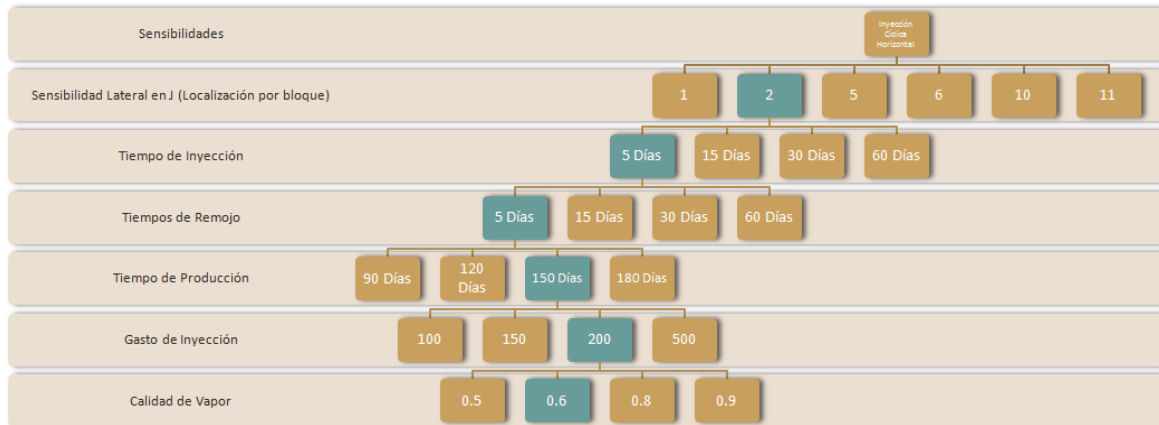 Sensibilidades
Inyección
Cíclica
Horizontal
Sensibilidad Lateral en J (Localización por bloque)
1
2
5
6
10
11
Tiempo de Inyección
5 Días
15 Días
30 Días
60 Días
Tiempos de Remojo
5 Días
15 Días
30 Días
60 Días
Tiempo de Producción
90 Días
120
Días
150 Días
180 Días
Gasto de Inyección
100
150
200
500
Calidad de Vapor
0.5
0.6
0.8
0.9